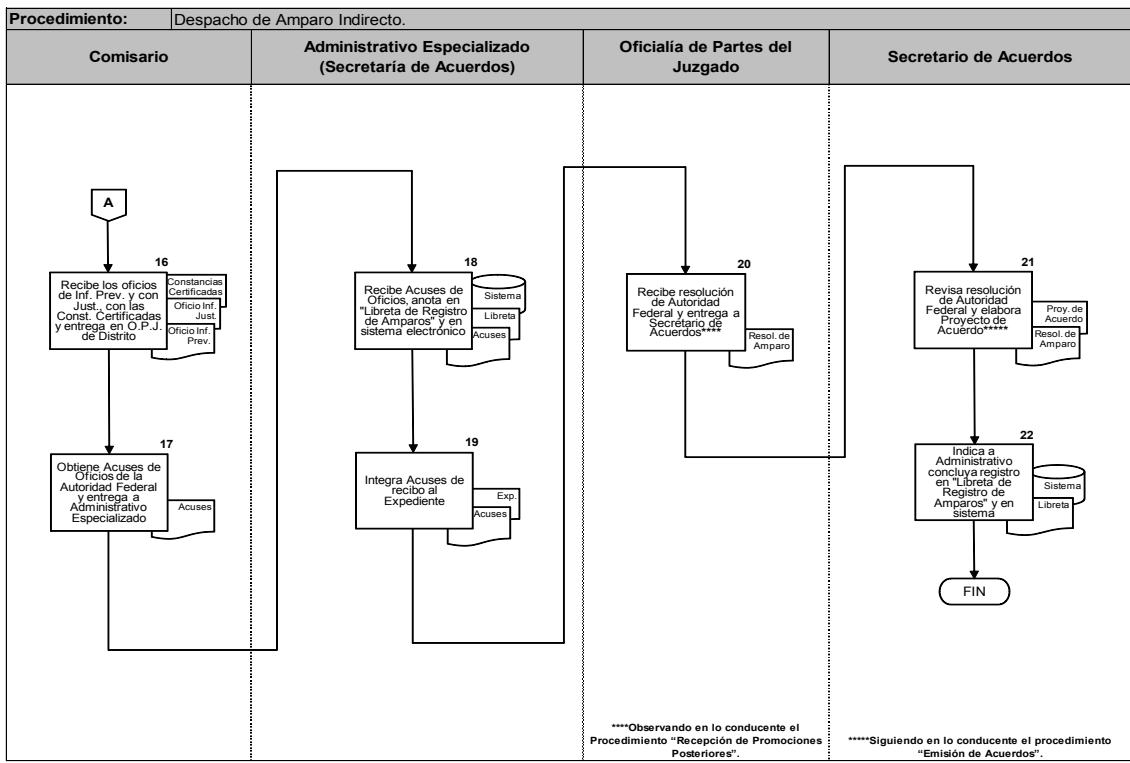 Procedimiento: Despacho de Amparo Indirecto.
Comisario
Administrativo Especializado
(Secretaría de Acuerdos)
Oficialía de Partes del
Juzgado
Secretario de Acuerdos
A
16
Recibe los oficios
de Inf. Prev. y con
Just., con las
Const. Certificadas
y entrega en O.P.J.
de Distrito
Constancias
Certificadas
Oficio Inf.
Just.
Oficio Inf.
Prev.
17
Obtiene Acuses de
Oficios de la
Autoridad Federal
y entrega a
Administrativo
Especializado
Acuses
18
Recibe Acuses de
Oficios, anota en
"Libreta de Registro
de Amparos" y en
sistema electrónico
Sistema
Libreta
Acuses
19
Integra Acuses de
recibo al
Expediente
Exp.
Acuses
20
Recibe resolución
de Autoridad
Federal y entrega a
Secretario de
Acuerdos****
Resol. de
Amparo
****Observando en lo conducente el
Procedimiento “Recepción de Promociones
Posteriores”.
21
Revisa resolución
de Autoridad
Federal y elabora
Proyecto de
Acuerdo*****
Proy. de
Acuerdo
Resol. de
Amparo
22
Indica a
Administrativo
concluya registro
en "Libreta de
Registro de
Amparos" y en
sistema
Sistema
Libreta
FIN
*****Siguiendo en lo conducente el procedimiento
“Emisión de Acuerdos”.